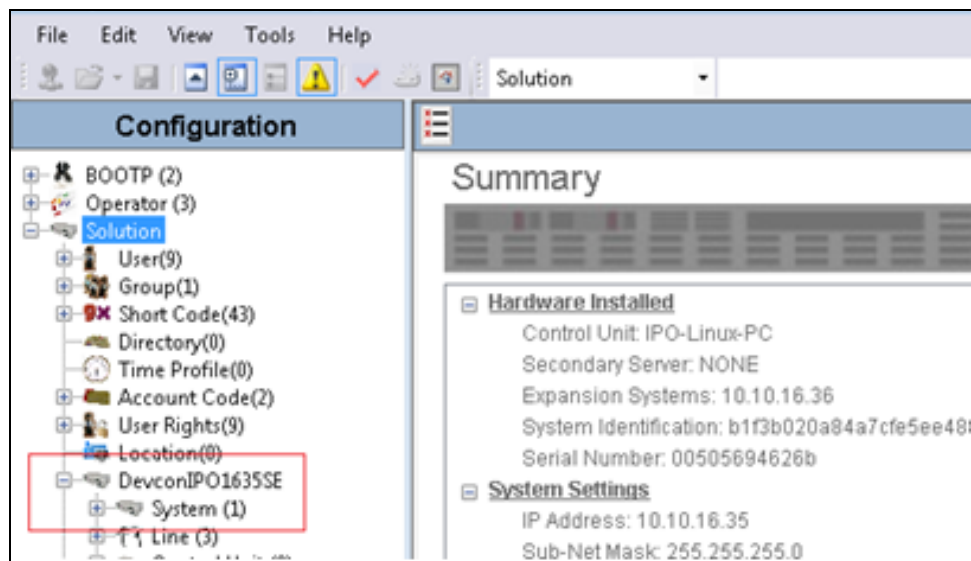 File Edit View Tools Help
Solution
Configuration
BOOTP (2)
Operator (3)
Solution
User(9)
Group(1)
Short Code(43)
Directory(0)
Time Profile(0)
Account Code(2)
User Rights(9)
Location(0)
DevconIPO1635SE
System (1)
Line (3)
Summary
Hardware Installed
Control Unit: IPO-Linux-PC
Secondary Server: NONE
Expansion Systems: 10.10.16.36
System Identification: b1f3b020a84a7cfe5ee48
Serial Number: 00505694626b
System Settings
IP Address: 10.10.16.35
Sub-Net Mask: 255.255.255.0